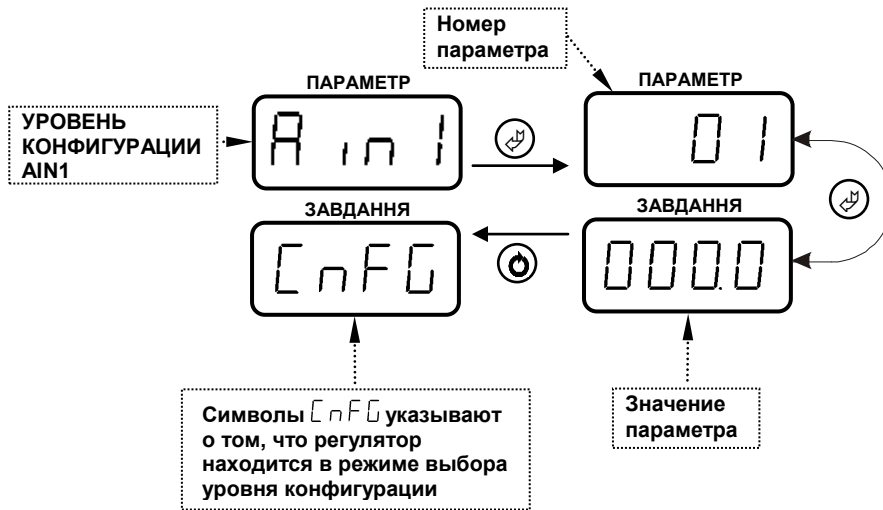 Номер
параметра
ПАРАМЕТР
ПАРАМЕТР
УРОВЕНЬ
КОНФИГУРАЦИИ
AIN1
A in1
01
ЗАВДАННЯ
ЗАВДАННЯ
CnFG
000.0
Символы CnFG указывают
о том, что регулятор
находится в режиме выбора
уровня конфигурации
Значение
параметра